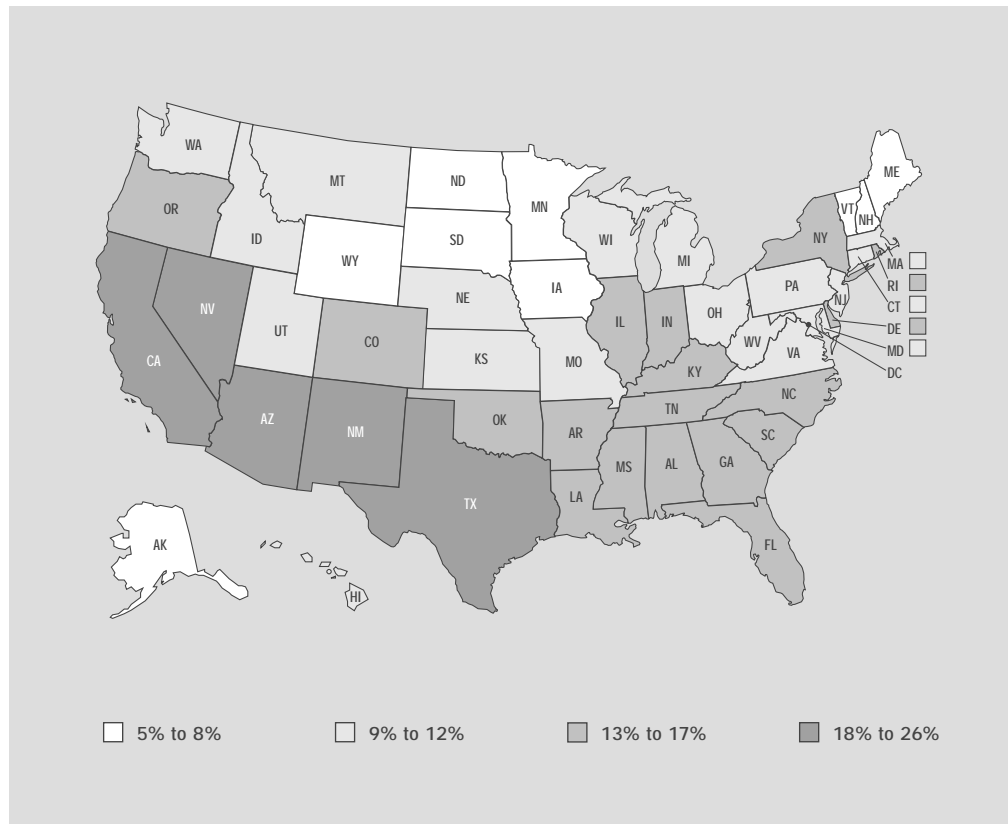 WA
MT
ND
MN
ME
OR
ID
SD
WI
MI
NY
VT
NH
MA
WY
RI
IA
NE
PA
NJ
CT
NV
UT
CO
IL
IN
OH
DE
CA
KS
MO
WV
VA
MD
KY
DC
AZ
NM
OK
AR
TN
NC
TX
LA
MS
AL
GA
SC
AK
FL
HI
5% to 8%
9% to 12%
13% to 17%
18% to 26%